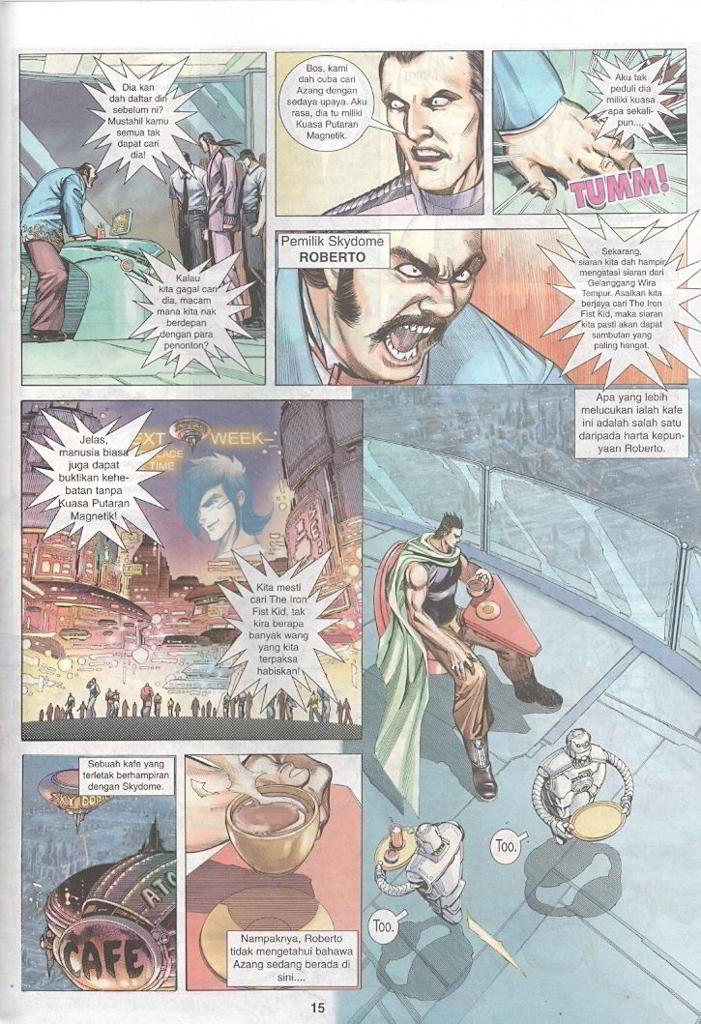 Dia kan
dah daftar diri
sebelum ni?
Mustahil kamu
semua tak
dapat cari
dia!
Kalau
kita gagal cari
dia, macam
mana kita nak
berdepan
dengan para
penonton?
Bos, kami
dah cuba cari
Azang dengan
sedaya upaya. Aku
rasa, dia tu miliki
Kuasa Putaran
Magnetik.
Aku tak
peduli dia
miliki kuasa
apa sekali-
pun....
TUMM!
Pemilik Skydome
ROBERTO
Sekarang,
siaran kita dah hampir
mengatasi siaran dari
Gelanggang Wira
Tempur. Asalkan kita
berjaya cari The Iron
Fist Kid, maka siaran
kita pasti akan dapat
sambutan yang
paling hangat.
Jelas,
manusia biasa
juga dapat
buktikan kehe-
batan tanpa
Kuasa Putaran
Magnetik!
EXT WEEK–
LACE
TIME
Kita mesti
cari The Iron
Fist Kid, tak
kira berapa
banyak wang
yang kita
terpaksa
habiskan!
Apa yang lebih
melucukan ialah kafe
ini adalah salah satu
daripada harta kepun-
yaan Roberto.
Sebuah kafe yang
terletak berhampiran
dengan Skydome.
SKY DOME
ATO
CAFE
Nampaknya, Roberto
tidak mengetahui bahawa
Azang sedang berada di
sini....
Too.
Too.
15